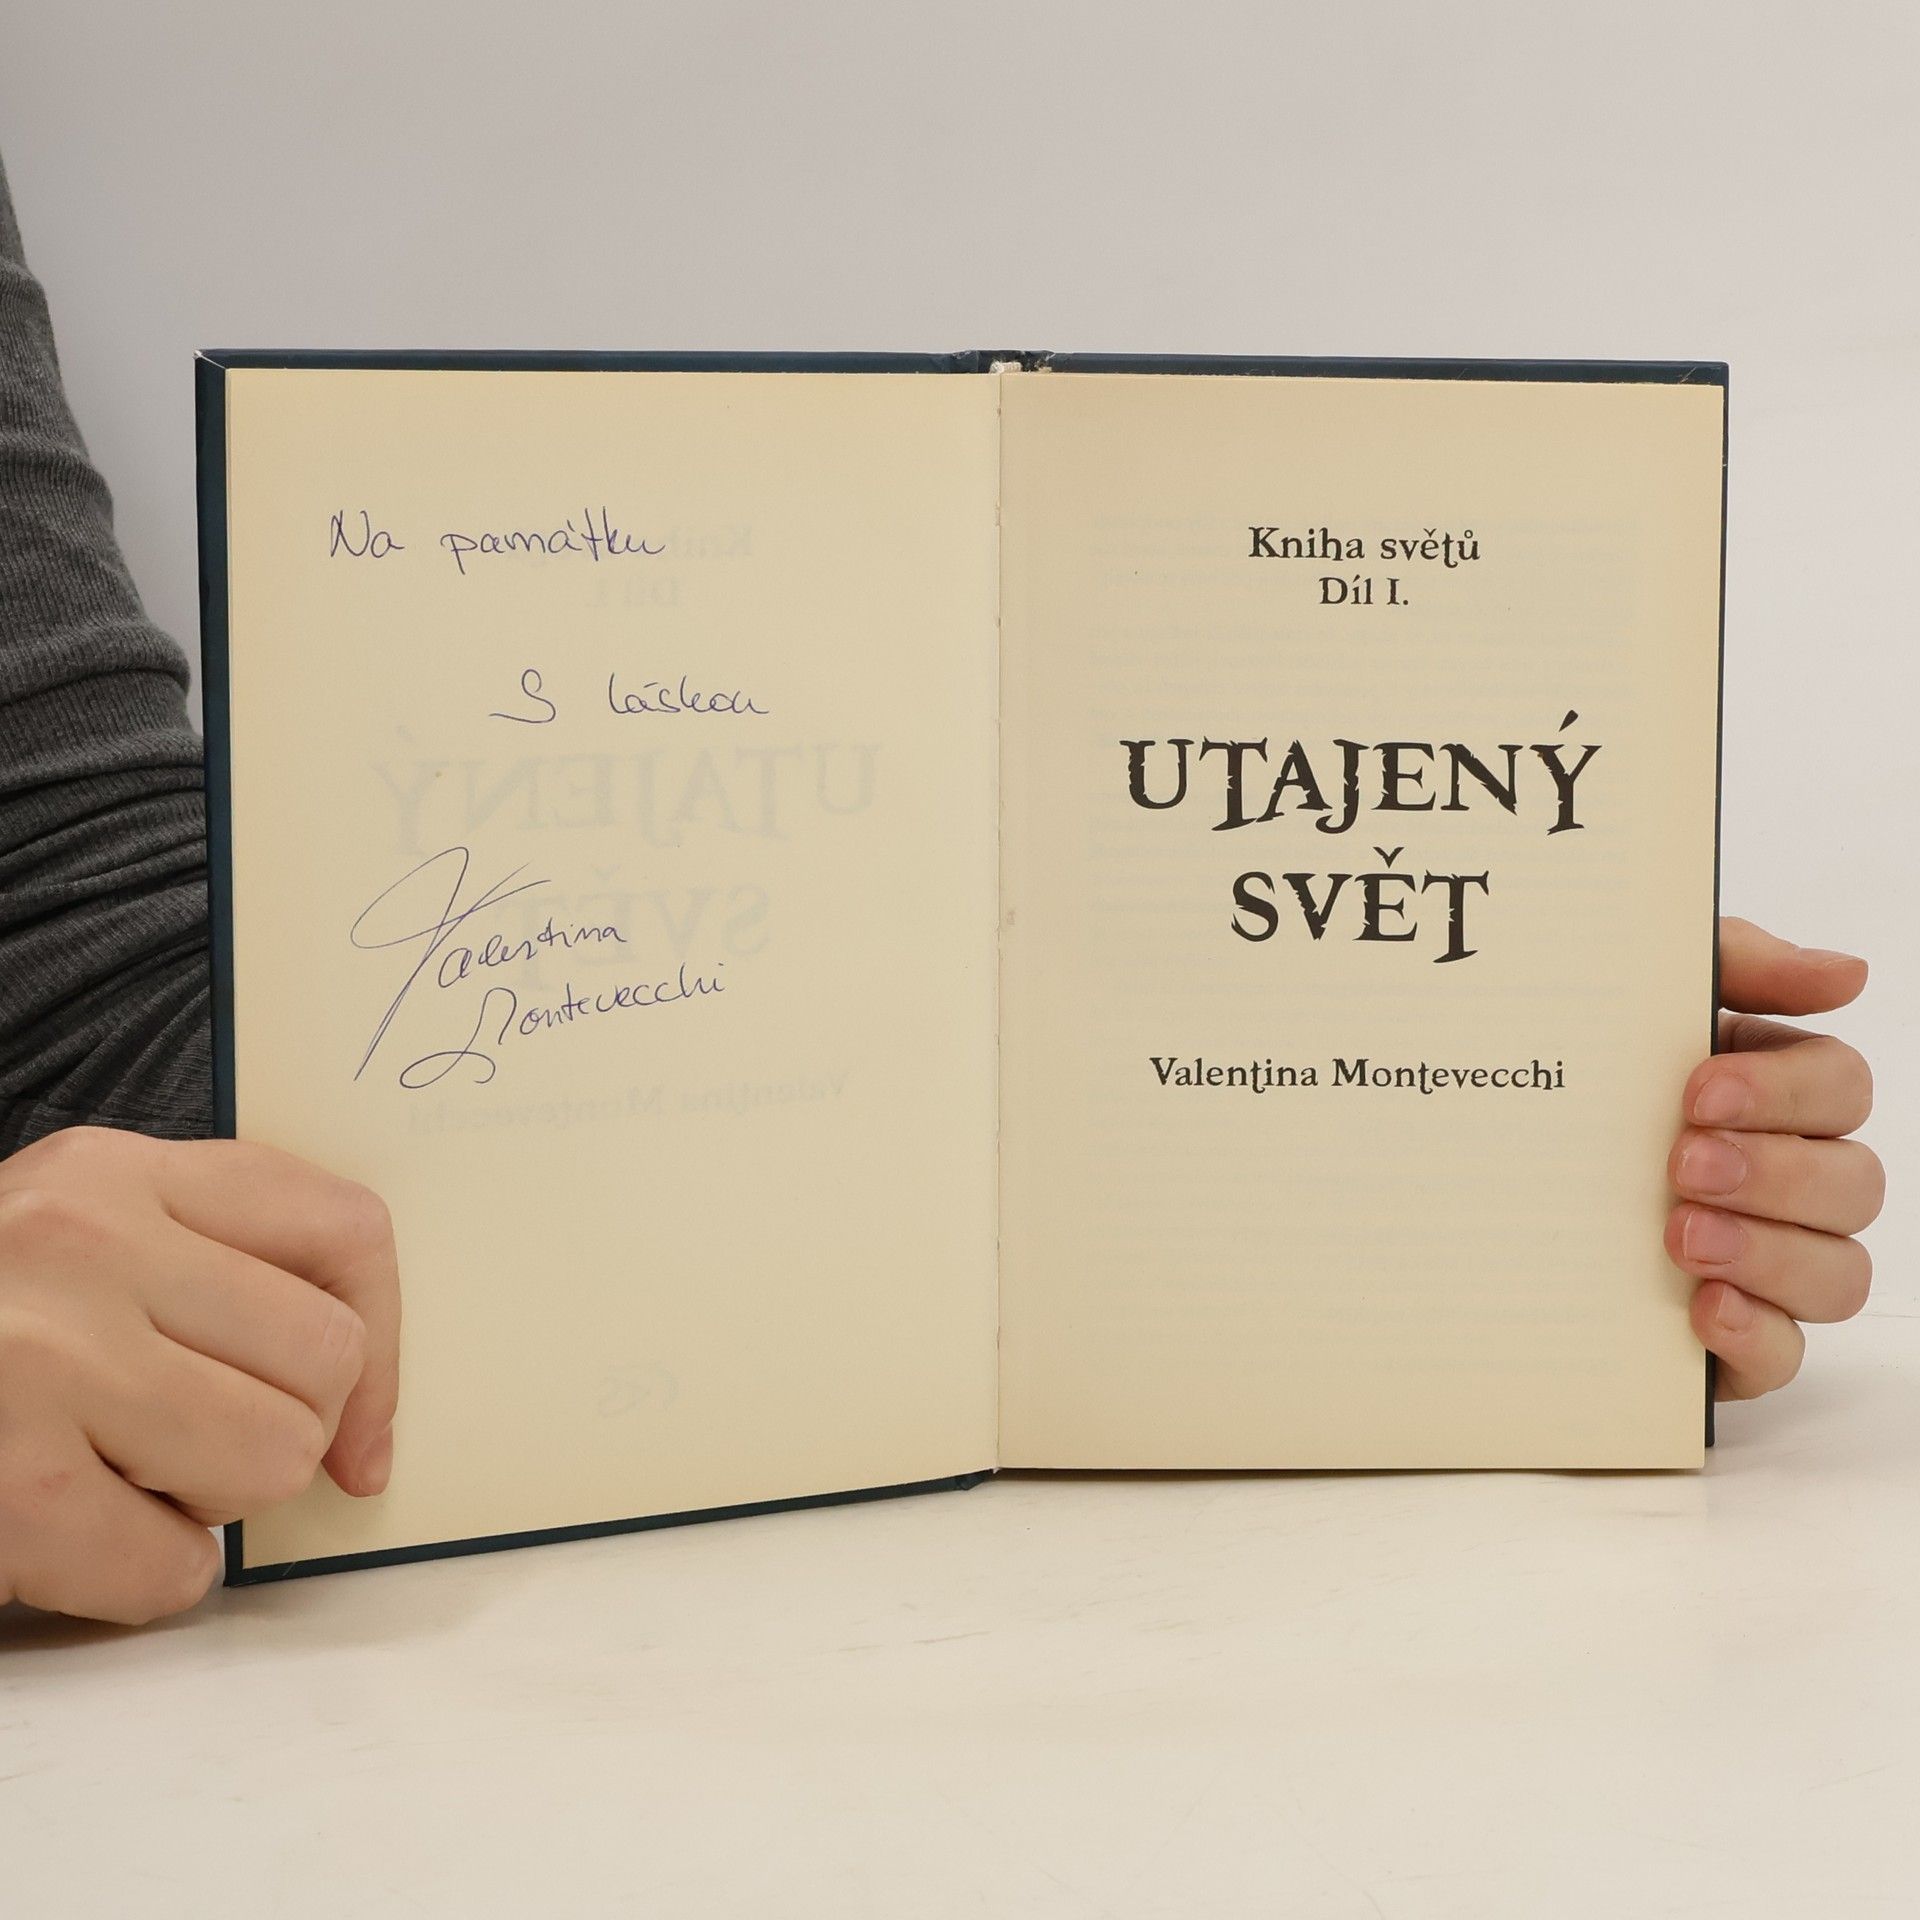 Na památku
S láskou
Valentina
Montevecchi
Kniha světů
Díl I.
UTAJENÝ
SVĚT
Valentina Montevecchi